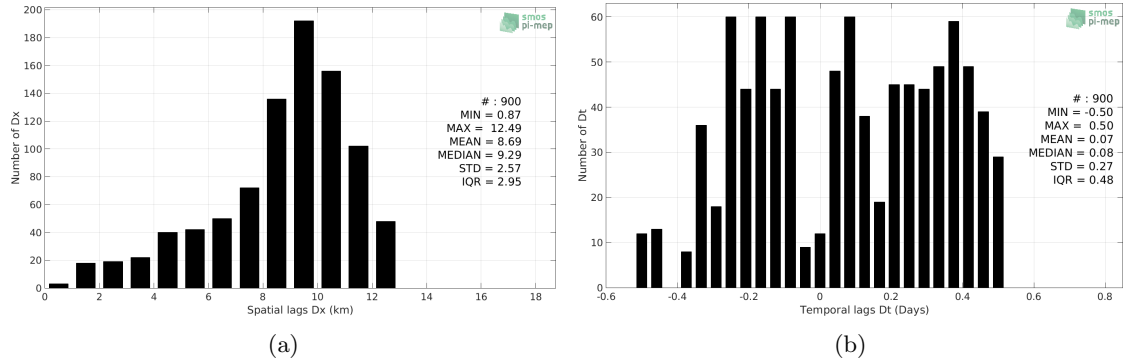 200
180
160
140
120
100
80
60
40
20
0
Number of Dx
0 2 4 6 8 10 12 14 16 18
Spatial lags Dx (km)
smos
pi-mep
# : 900
MIN = 0.87
MAX = 12.49
MEAN = 8.69
MEDIAN = 9.29
STD = 2.57
IQR = 2.95
(a)
60
50
40
30
20
10
0
Number of Dt
-0.6 -0.4 -0.2 0 0.2 0.4 0.6 0.8
Temporal lags Dt (Days)
smos
pi-mep
# : 900
MIN = -0.50
MAX = 0.50
MEAN = 0.07
MEDIAN = 0.08
STD = 0.27
IQR = 0.48
(b)